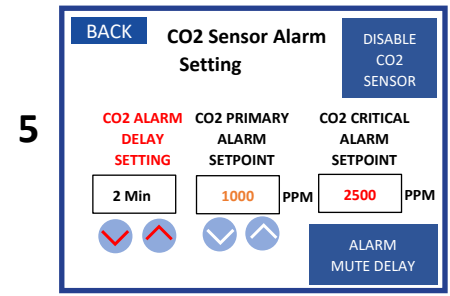 BACK
CO2 Sensor Alarm
Setting
DISABLE
CO2
SENSOR
5
CO2 ALARM
DELAY
SETTING
CO2 PRIMARY
ALARM
SETPOINT
CO2 CRITICAL
ALARM
SETPOINT
2 Min
1000 PPM
2500 PPM
ALARM
MUTE DELAY